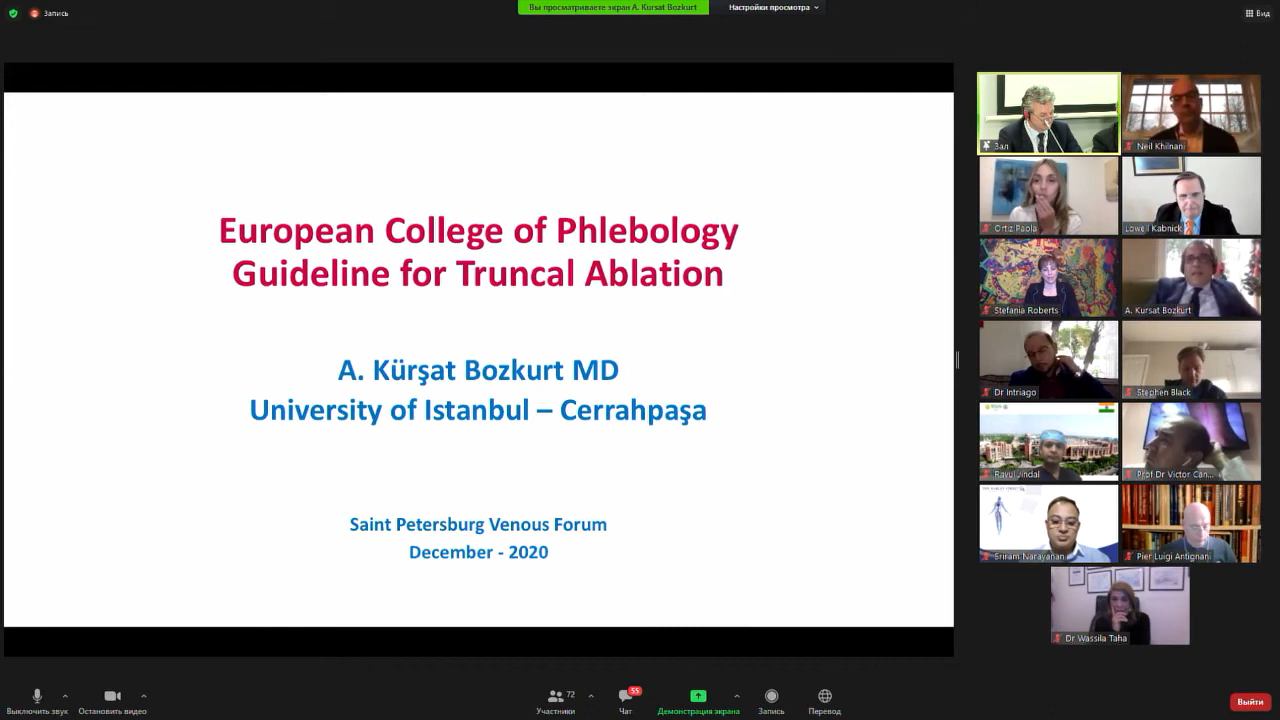 Запись
Вы просматриваете экран A. Kursat Bozkurt
Настройки просмотра
Вид
European College of Phlebology
Guideline for Truncal Ablation
A. Kürşat Bozkurt MD
University of Istanbul – Cerrahpaşa
Saint Petersburg Venous Forum
December - 2020
Зал
Neil Khilnani
Ortiz Paola
Lowell Kabnick
Stefania Roberts
A. Kursat Bozkurt
Dr Intriago
Stephen Black
Ravul Jindal
Prof Dr Victor Can...
Sriram Narayanan
Pier Luigi Antignani
Dr Wassila Taha
Выключить звук
Остановить видео
72
Участники
55
Чат
Демонстрация экрана
Запись
Перевод
Выйти